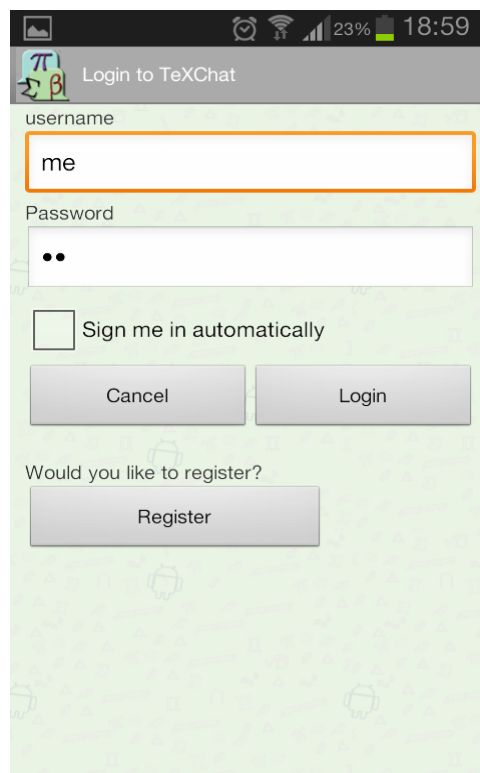 23% 18:59
π Σ β
Login to TeXChat
username
me
Password
••
Sign me in automatically
Cancel Login
Would you like to register?
Register